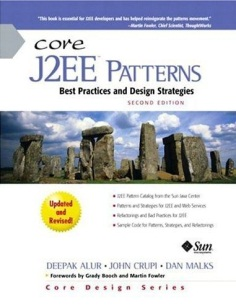 "This book is essential for J2EE developers and has helped reinvigorate the patterns movement."
—Martin Fowler, Chief Scientist, ThoughtWorks
core
J2EE™ PATTERNS
Best Practices and Design Strategies
SECOND EDITION
Updated
and
Revised!
• J2EE Pattern Catalog from the Sun Java Center
• Patterns and Strategies for J2EE and Web Services
• Refactorings and Bad Practices for J2EE
• Sample Code for Patterns, Strategies, and Refactorings
Sun
DEEPAK ALUR • JOHN CRUPI • DAN MALKS
• Forewords by Grady Booch and Martin Fowler
Core Design Series